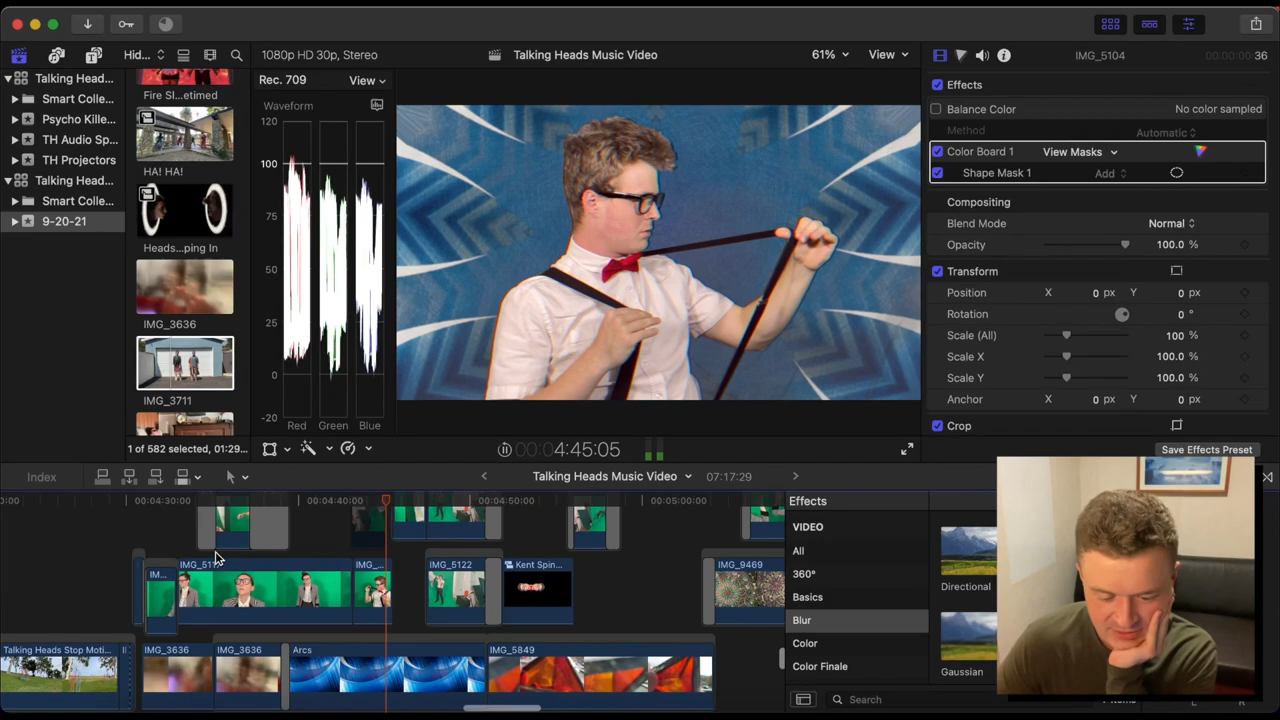 Hid...
1080p HD 30p, Stereo
Talking Heads Music Video
61%
View
IMG_5104
00:00:00:00:36
Talking Head...
Smart Colle...
Psycho Kille...
TH Audio Sp...
TH Projectors
Talking Head...
Smart Colle...
9-20-21
Fire Sl...etimed
HA! HA!
Heads...ping In
IMG_3636
IMG_3711
1 of 582 selected, 01:29...
Rec. 709
View
Waveform
120
100
75
50
25
0
-20
Red
Green
Blue
00:04:45:05
Effects
Balance Color
No color sampled
Method
Automatic
Color Board 1
View Masks
Shape Mask 1
Add
Compositing
Blend Mode
Normal
Opacity
100.0 %
Transform
Position
X
0 px
Y
0 px
Rotation
0 °
Scale (All)
100 %
Scale X
100.0 %
Scale Y
100.0 %
Anchor
X
0 px
Y
0 px
Crop
Save Effects Preset
Index
Talking Heads Music Video
07:17:29
00:04:30:00
00:04:40:00
00:04:50:00
00:05:00:00
IM...
IMG_...
IMG_5122
Kent Spin...
IMG_9469
Talking Heads Stop Moti...
IMG_3636
IMG_3636
Arcs
IMG_5849
Effects
VIDEO
All
360°
Basics
Blur
Color
Color Finale
Directional
Gaussian
Search
L
R